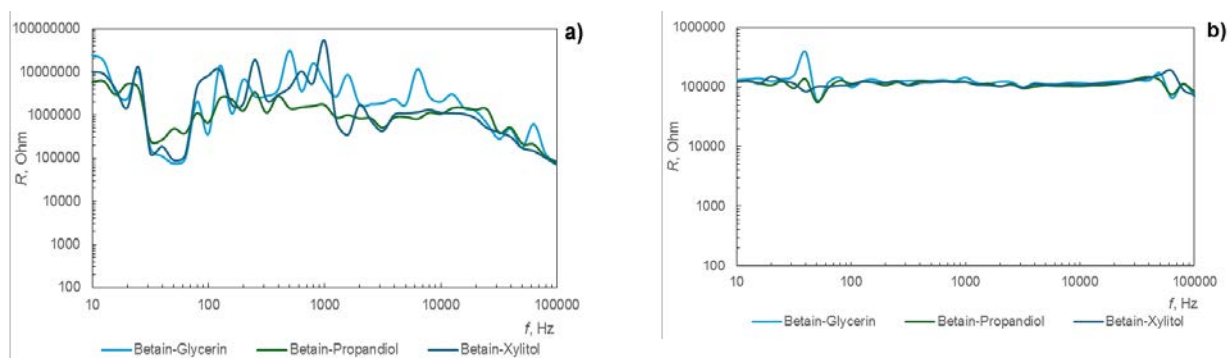 a)
100000000
10000000
1000000
100000
10000
1000
100
R, Ohm
10 100 1000 10000 100000
f, Hz
Betain-Glycerin Betain-Propandiol Betain-Xylitol
b)
1000000
100000
10000
1000
100
R, Ohm
10 100 1000 10000 100000
f, Hz
Betain-Glycerin Betain-Propandiol Betain-Xylitol